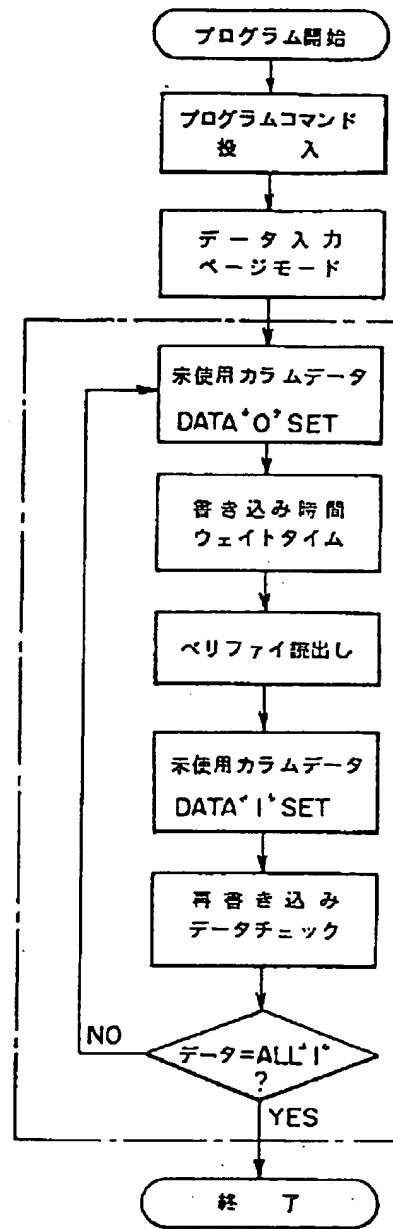 プログラム開始
プログラムコマンド
投 入
データ入力
ページモード
未使用カラムデータ
DATA“0”SET
書き込み時間
ウェイトタイム
ベリファイ読出し
未使用カラムデータ
DATA“1”SET
再書き込み
データチェック
データ=ALL“1”
?
NO
YES
終 了